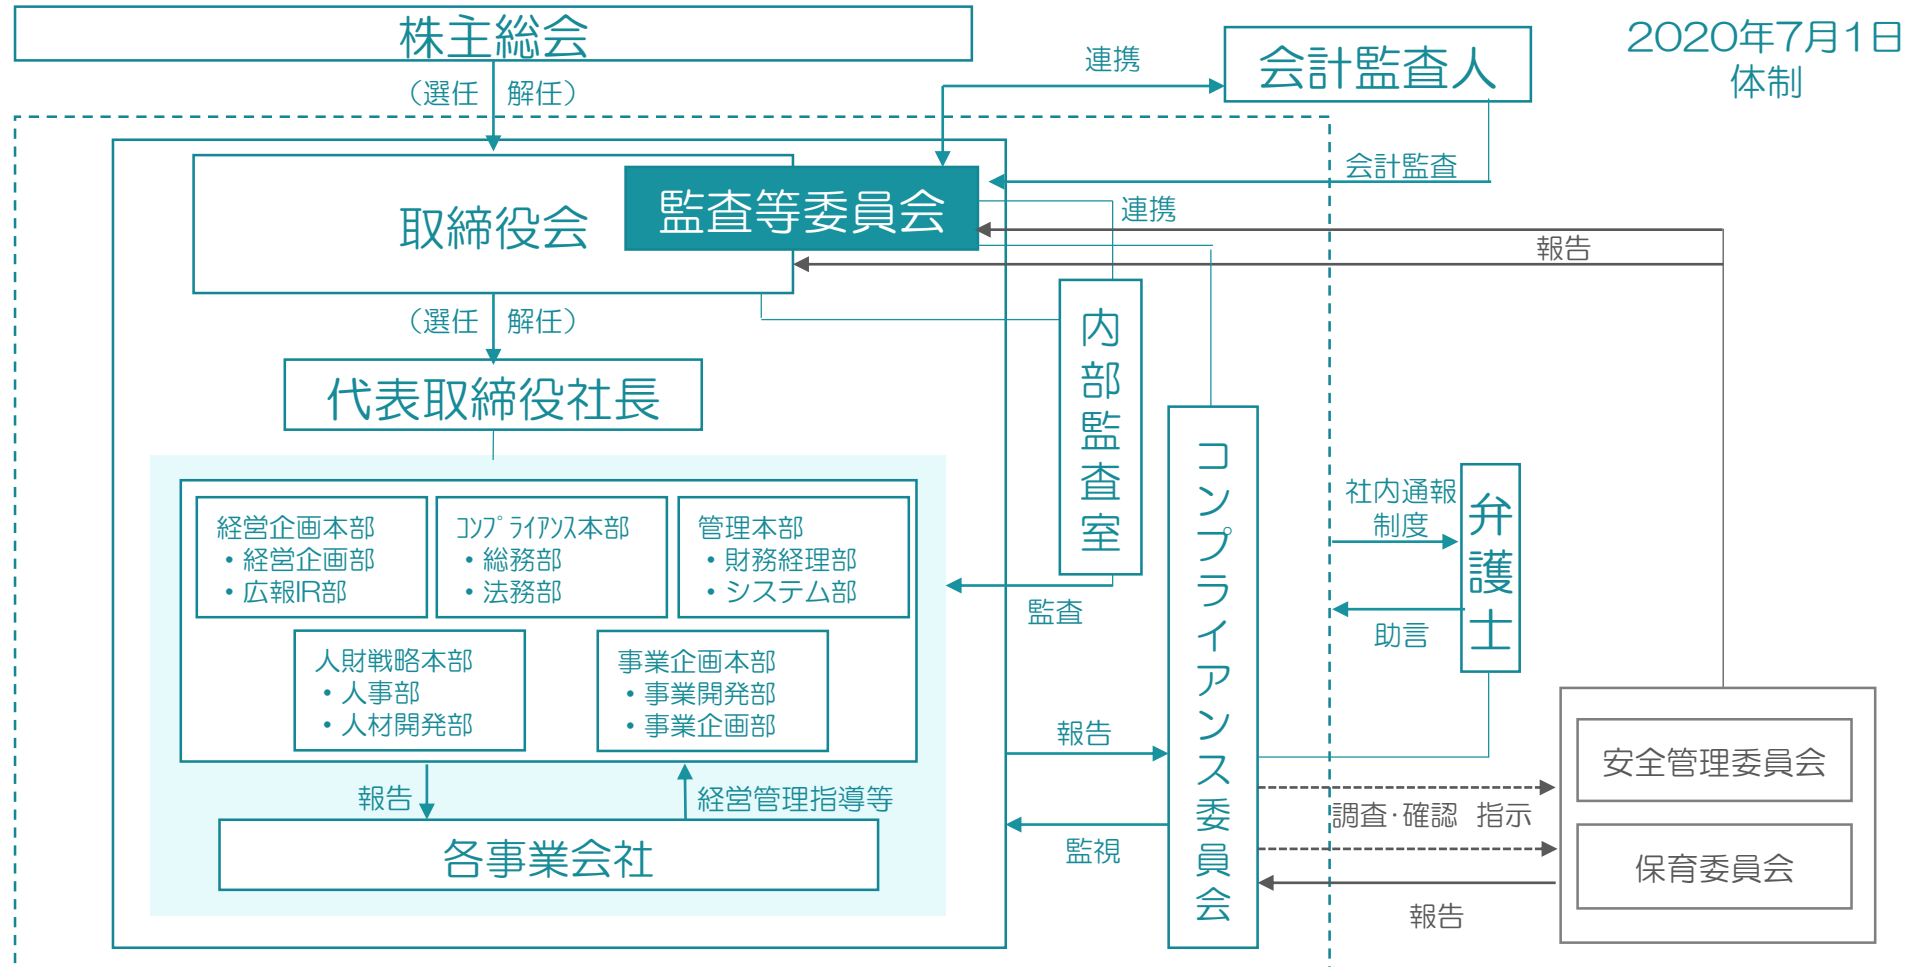 株主総会
2020年7月1日
体制
会計監査人
連携
（選任 解任）
会計監査
監査等委員会
取締役会
連携
報告
（選任 解任）
内部監査室
代表取締役社長
コンプライアンス委員会
社内通報
制度
弁護士
助言
経営企画本部
・経営企画部
・広報IR部
ｺﾝﾌﾟﾗｲｱﾝｽ本部
・総務部
・法務部
管理本部
・財務経理部
・システム部
監査
人財戦略本部
・人事部
・人材開発部
事業企画本部
・事業開発部
・事業企画部
報告
報告
経営管理指導等
各事業会社
監視
調査・確認 指示
報告
安全管理委員会
保育委員会